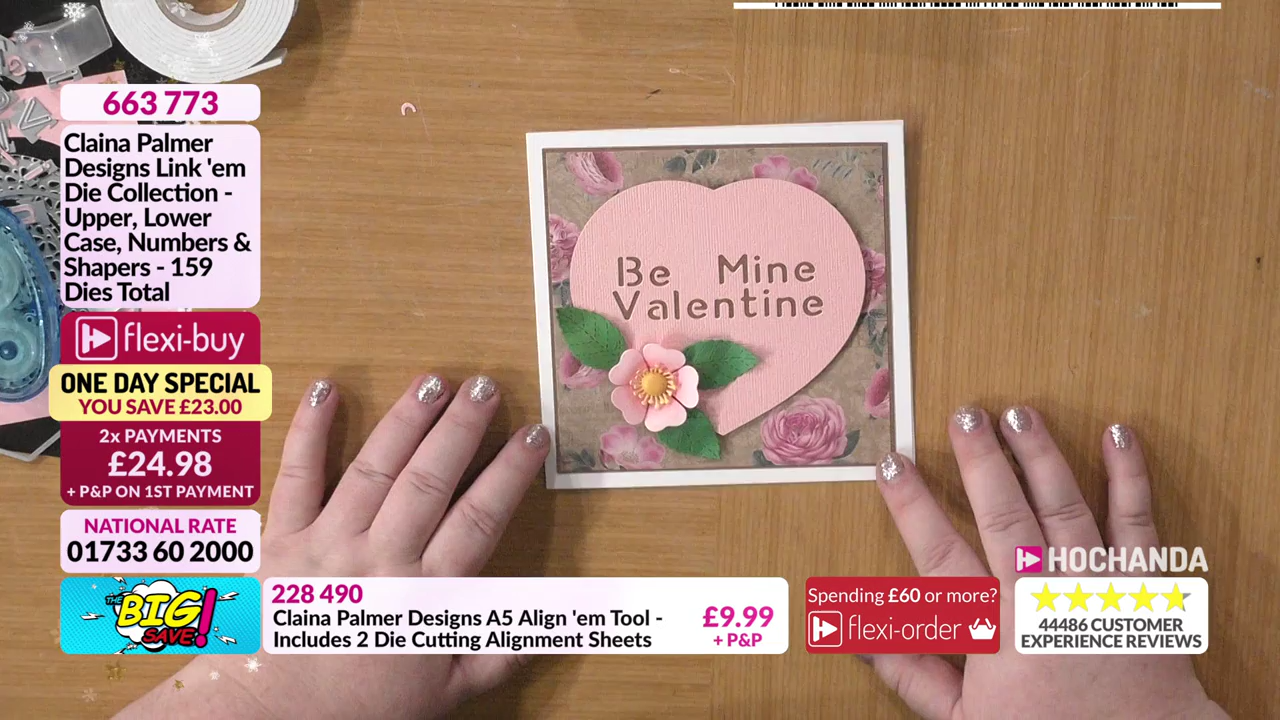 663 773
Claina Palmer
Designs Link 'em
Die Collection -
Upper, Lower
Case, Numbers &
Shapers - 159
Dies Total
flexi-buy
ONE DAY SPECIAL
YOU SAVE £23.00
2x PAYMENTS
£24.98
+ P&P ON 1ST PAYMENT
NATIONAL RATE
01733 60 2000
THE BIG SAVE!
228 490
Claina Palmer Designs A5 Align 'em Tool -
Includes 2 Die Cutting Alignment Sheets
£9.99
+ P&P
Be Mine
Valentine
Spending £60 or more?
flexi-order
HOCHANDA
44486 CUSTOMER
EXPERIENCE REVIEWS